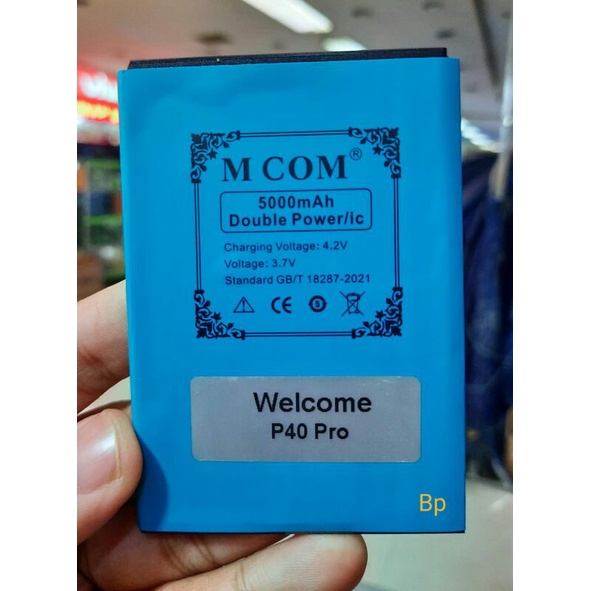 M COM®
5000mAh
Double Power/ic
Charging Voltage: 4.2V
Voltage: 3.7V
Standard GB/T 18287-2021
CE
Welcome
P40 Pro
Bp